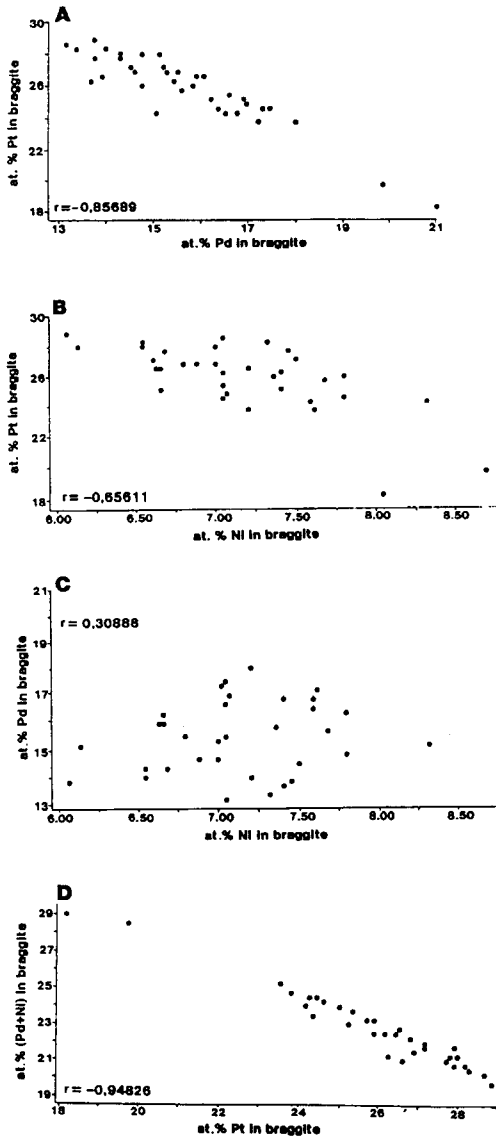 A
at. % Pt in braggite
30
26
22
18
r=-0,85689
13 15 17 19 21
at.% Pd in braggite
B
at. % Pt in braggite
30
26
22
18
r= -0,65611
6.00 6.50 7.00 7.50 8.00 8.50
at. % Ni in braggite
C
at. % Pd in braggite
21
19
17
15
13
r= 0,30888
6.00 6.50 7.00 7.50 8.00 8.50
at.% Ni in braggite
D
at.% (Pd+Ni) in braggite
29
27
25
23
21
19
r= -0,94826
18 20 22 24 26 28
at.% Pt in braggite